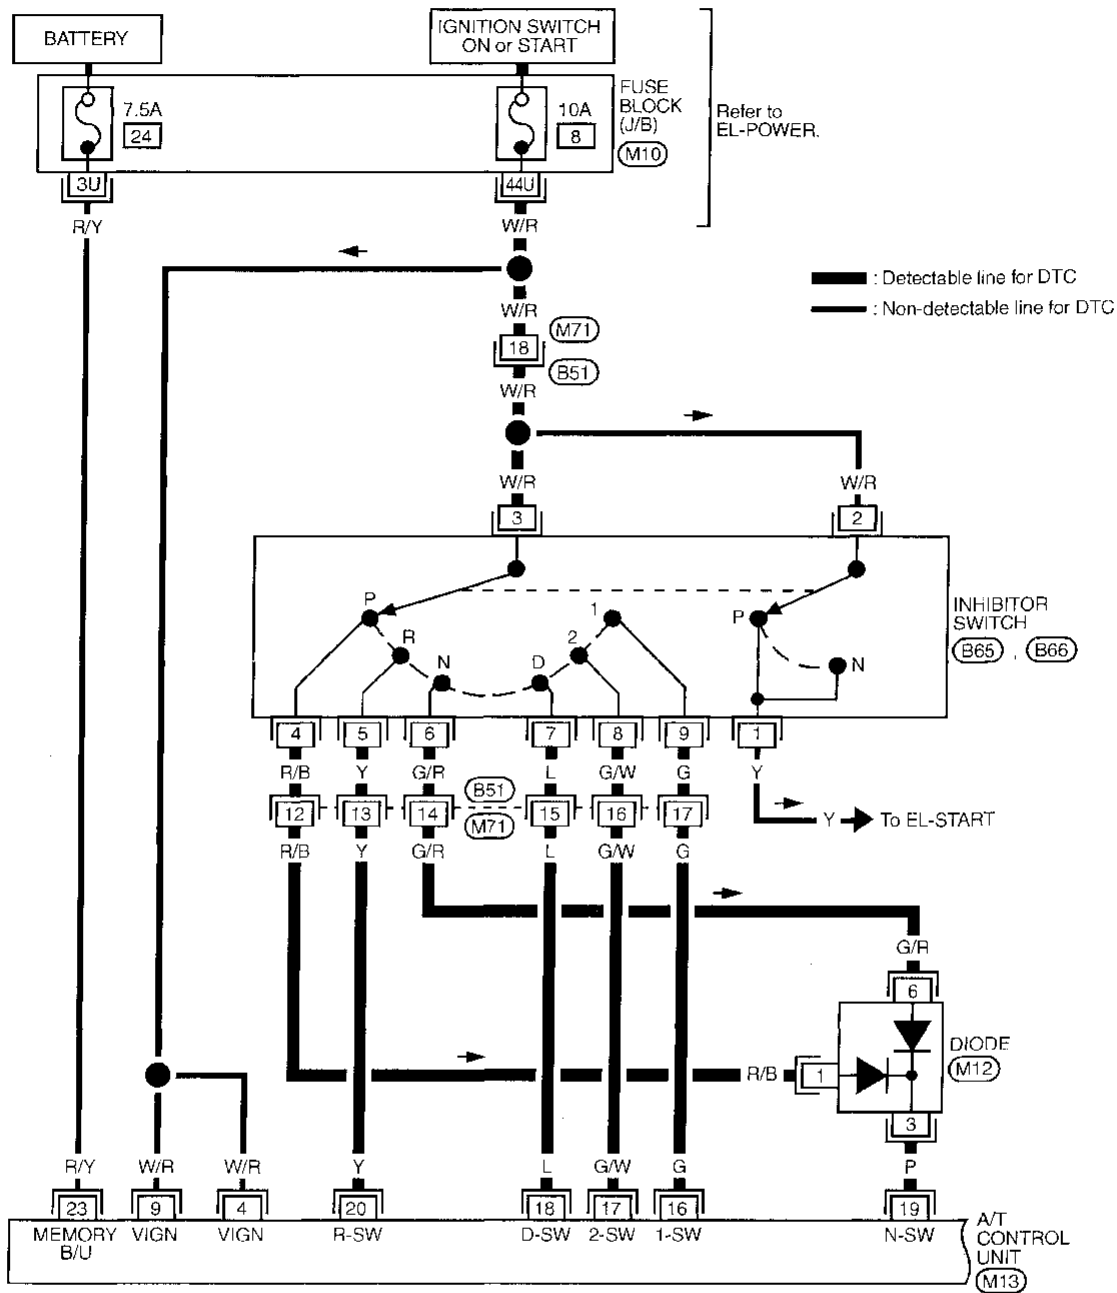 BATTERY
IGNITION SWITCH
ON or START
7.5A
24
10A
8
FUSE
BLOCK
(J/B)
M10
Refer to
EL-POWER.
3U
44U
R/Y
W/R
: Detectable line for DTC
: Non-detectable line for DTC
W/R
M71
18
B51
W/R
W/R
W/R
3
2
P
R
N
D
2
1
P
N
INHIBITOR
SWITCH
B65 , B66
4
5
6
7
8
9
1
R/B
Y
G/R
L
G/W
G
Y
B51
12
13
14
15
16
17
M71
Y
To EL-START
R/B
Y
G/R
L
G/W
G
G/R
6
DIODE
M12
R/B
1
3
R/Y
W/R
W/R
Y
L
G/W
G
P
23
9
4
20
18
17
16
19
MEMORY
B/U
VIGN
VIGN
R-SW
D-SW
2-SW
1-SW
N-SW
A/T
CONTROL
UNIT
M13